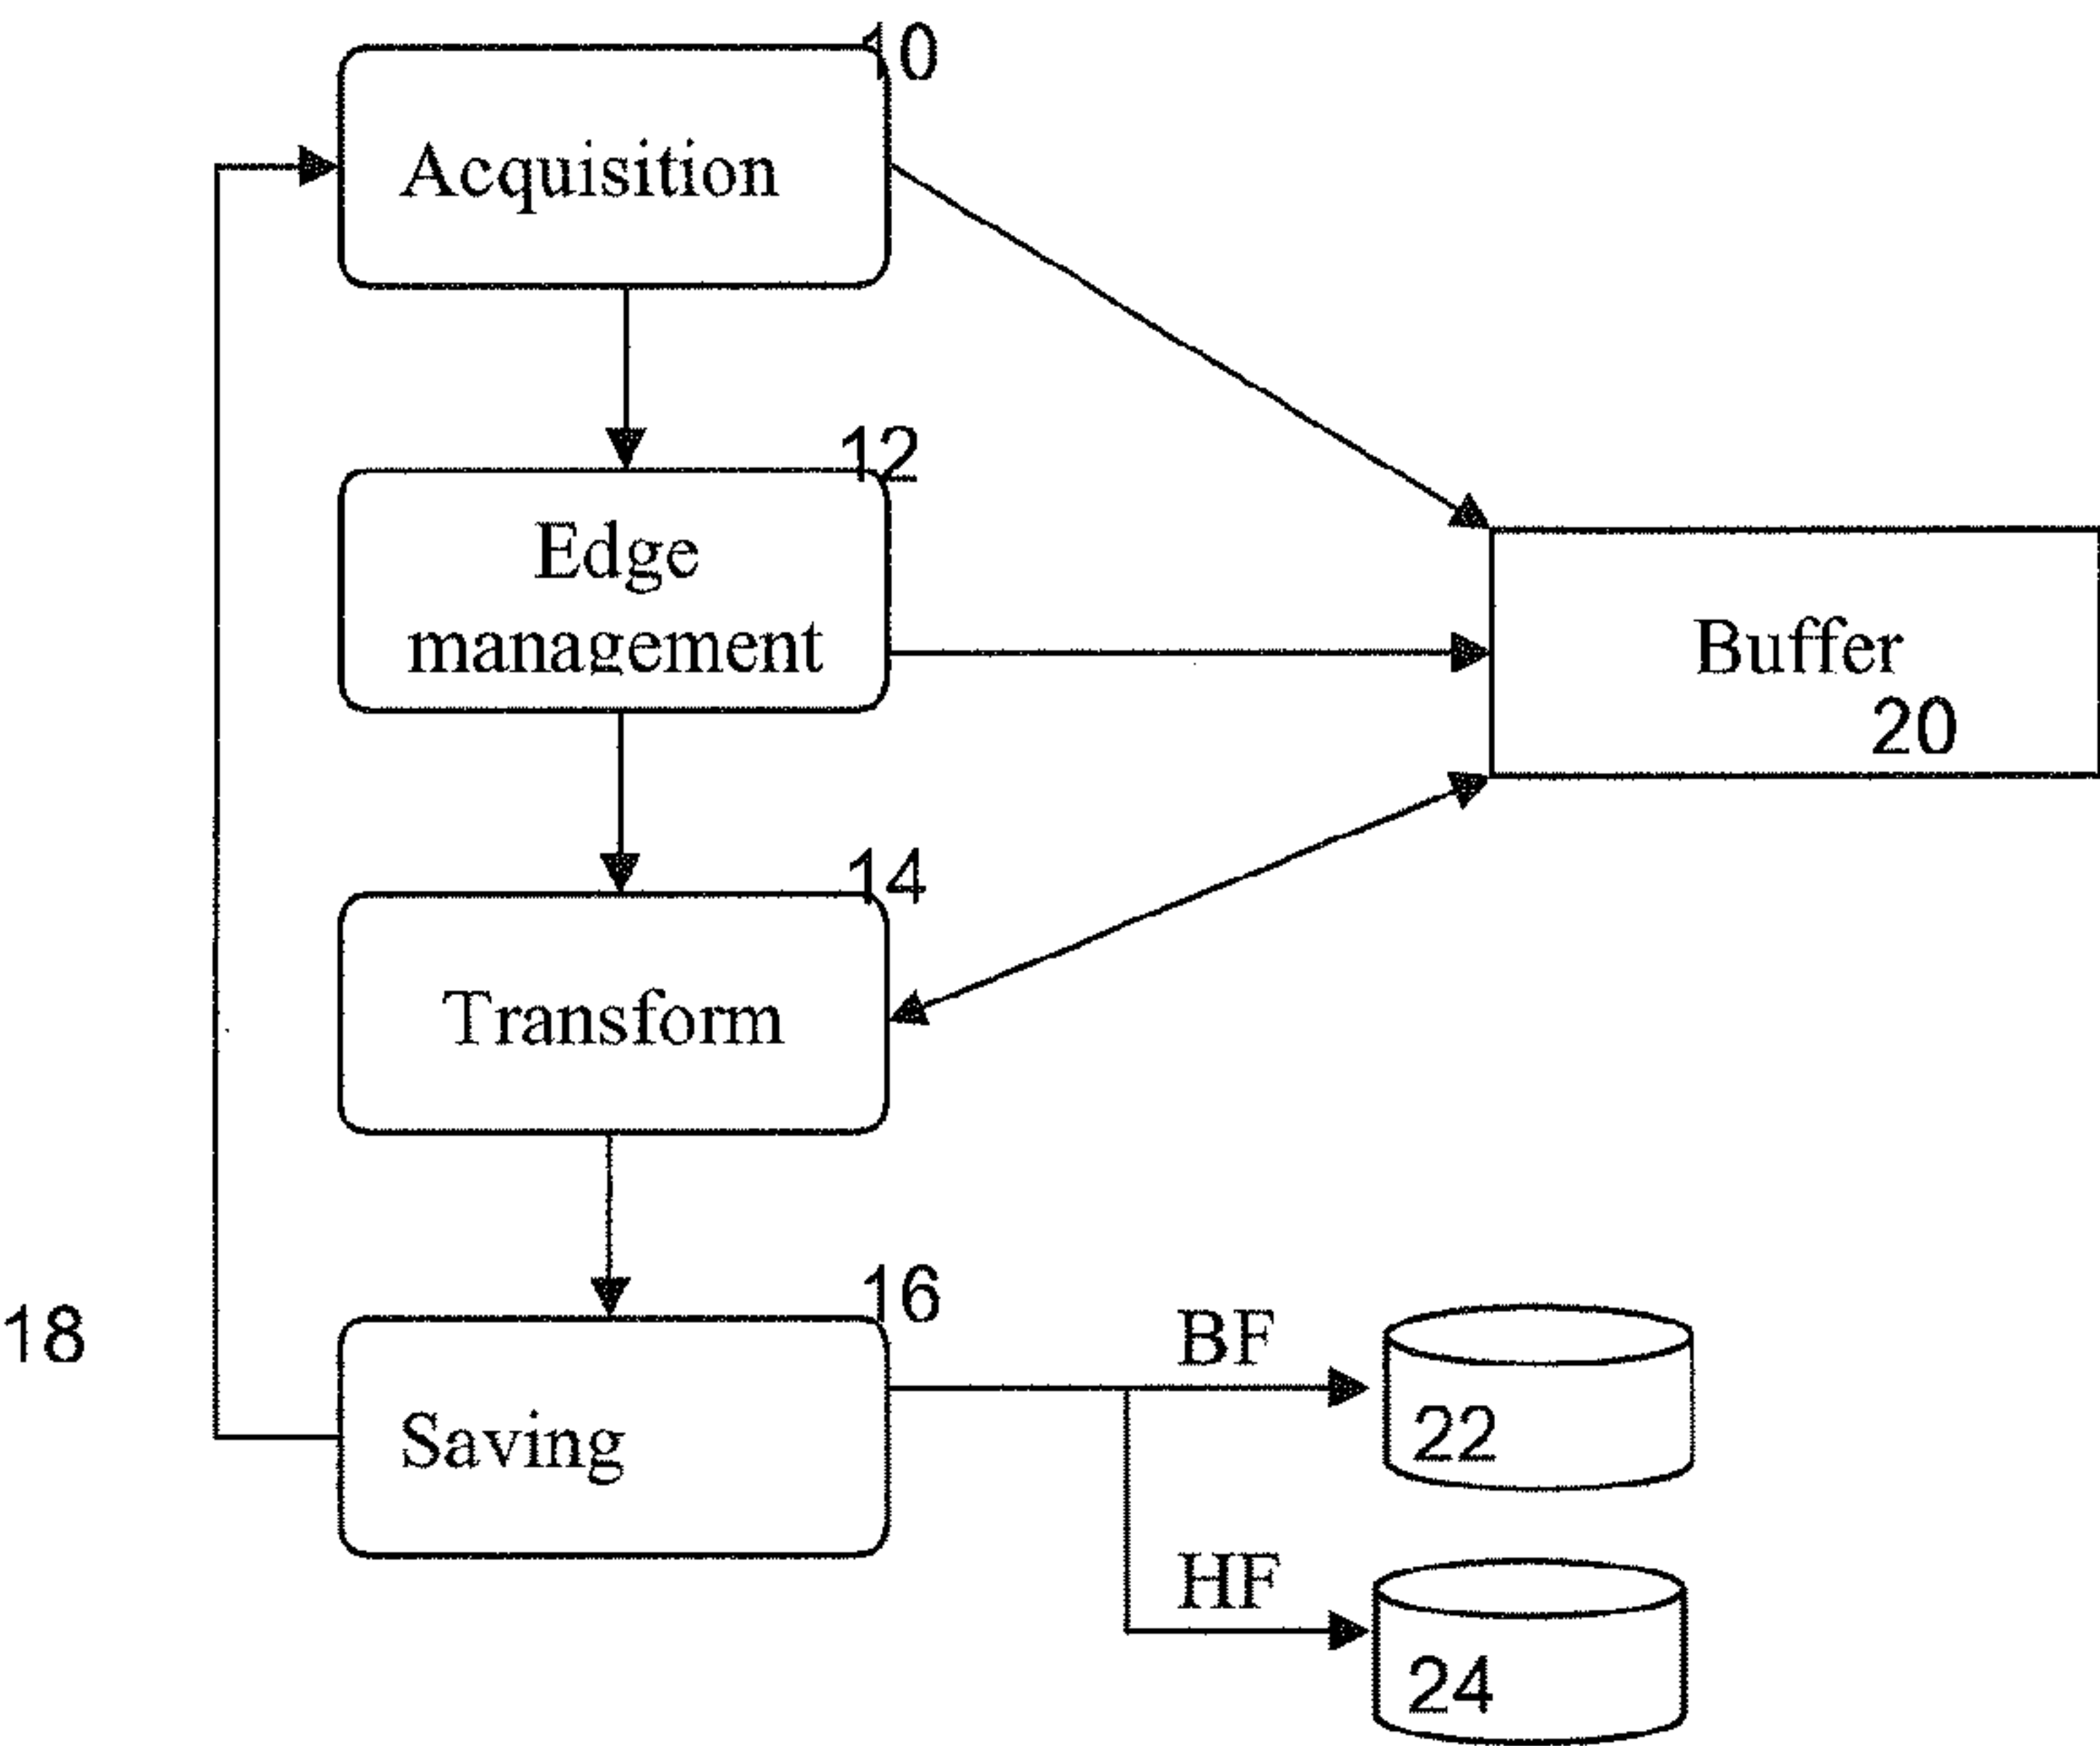 10
Acquisition
12
Edge
management
Buffer
20
14
Transform
16
18
BF
Saving
22
HF
24